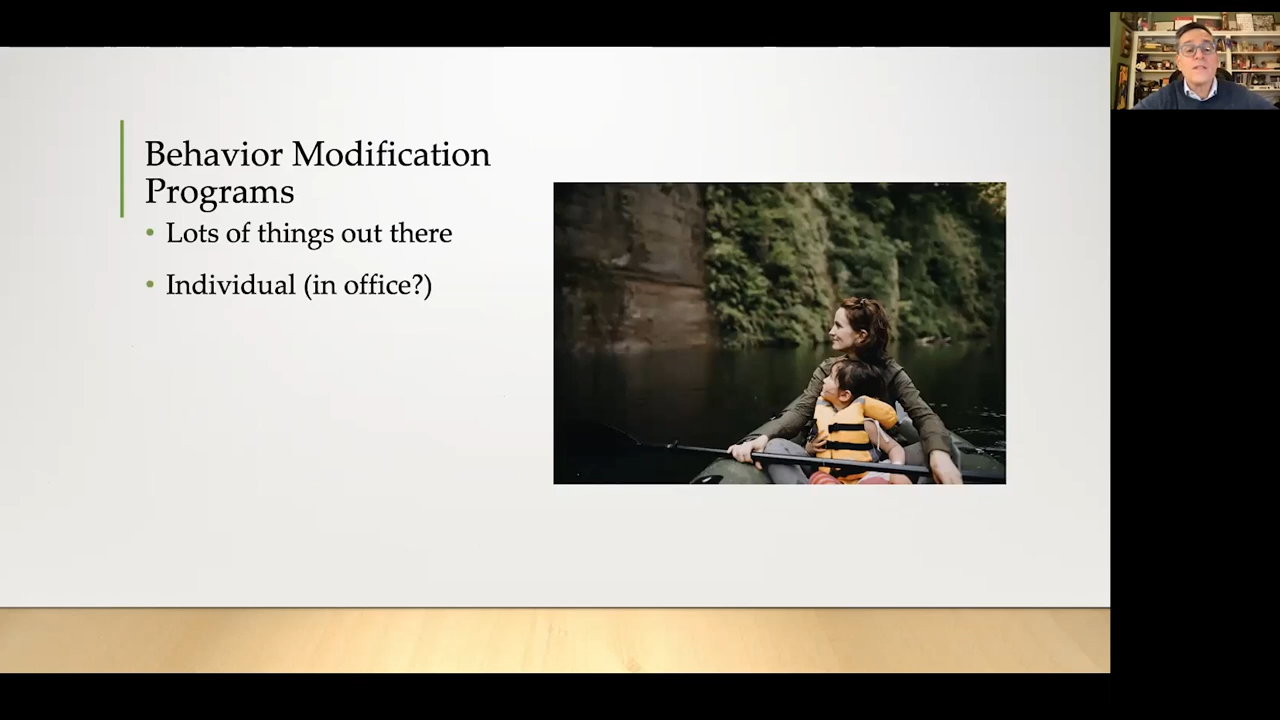 Behavior Modification
Programs
• Lots of things out there
• Individual (in office?)